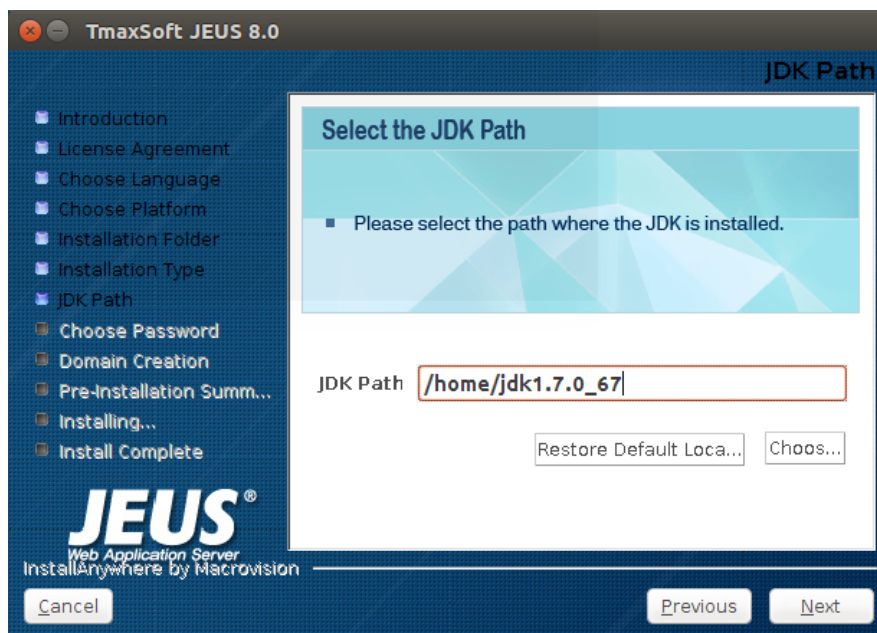 TmaxSoft JEUS 8.0
JDK Path
Introduction
License Agreement
Choose Language
Choose Platform
Installation Folder
Installation Type
JDK Path
Choose Password
Domain Creation
Pre-Installation Summ...
Installing...
Install Complete
Select the JDK Path
Please select the path where the JDK is installed.
JDK Path /home/jdk1.7.0_67
Restore Default Loca... Choos...
JEUS®
Web Application Server
InstallAnywhere by Macrovision
Cancel Previous Next